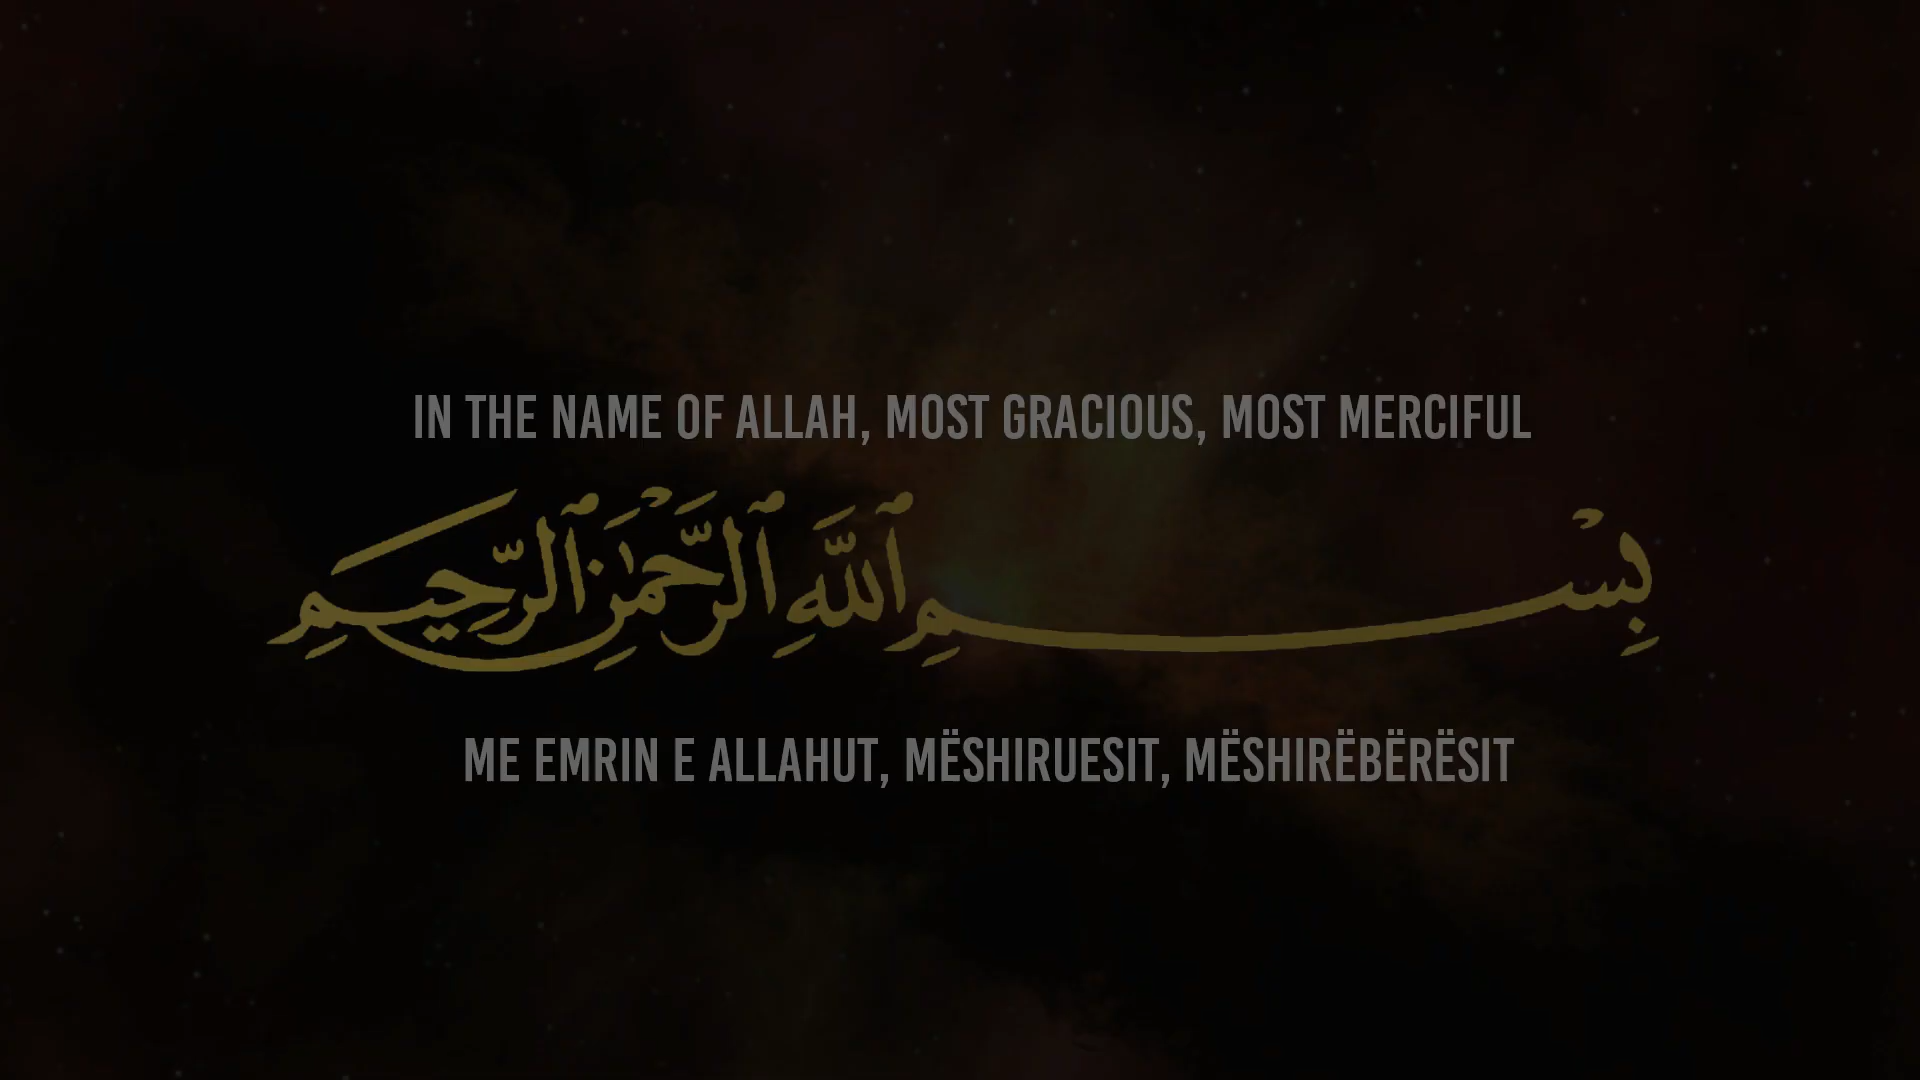 IN THE NAME OF ALLAH, MOST GRACIOUS, MOST MERCIFUL
بِسْمِ ٱللَّهِ ٱلرَّحْمَٰنِ ٱلرَّحِيمِ
ME EMRIN E ALLAHUT, MËSHIRUESIT, MËSHIRËBËRËSIT